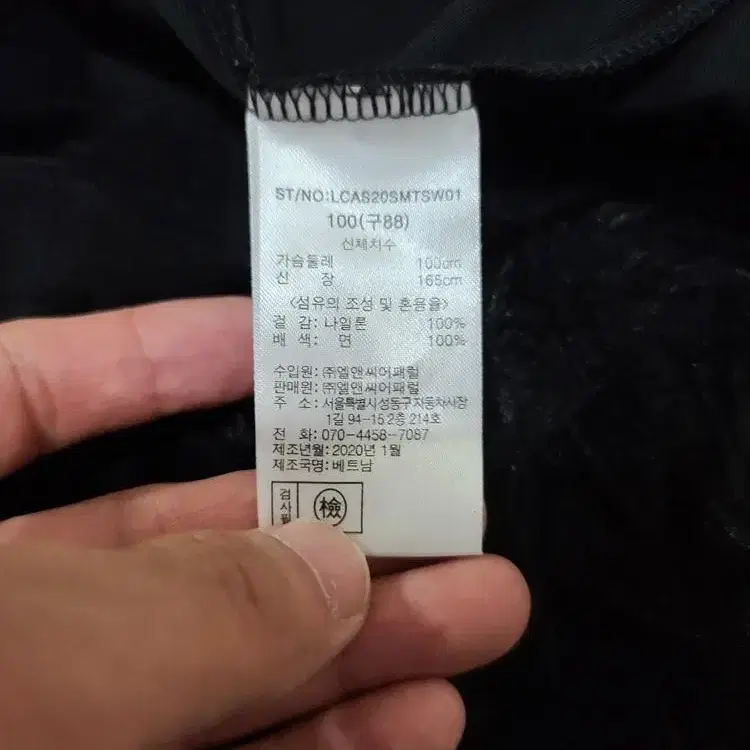 ST/NO:LCAS20SMTSW01
100(구88)
신체치수
가슴둘레 100cm
신 장 165cm
<섬유의 조성 및 혼용율>
겉 감: 나일론 100%
배 색: 면 100%
수입원: ㈜엘앤씨어패럴
판매원: ㈜엘앤씨어패럴
주 소: 서울특별시성동구자동차시장
1길 94-15 2층 214호
전 화: 070-4458-7087
제조년월: 2020년 1월
제조국명: 베트남
검사필
檢